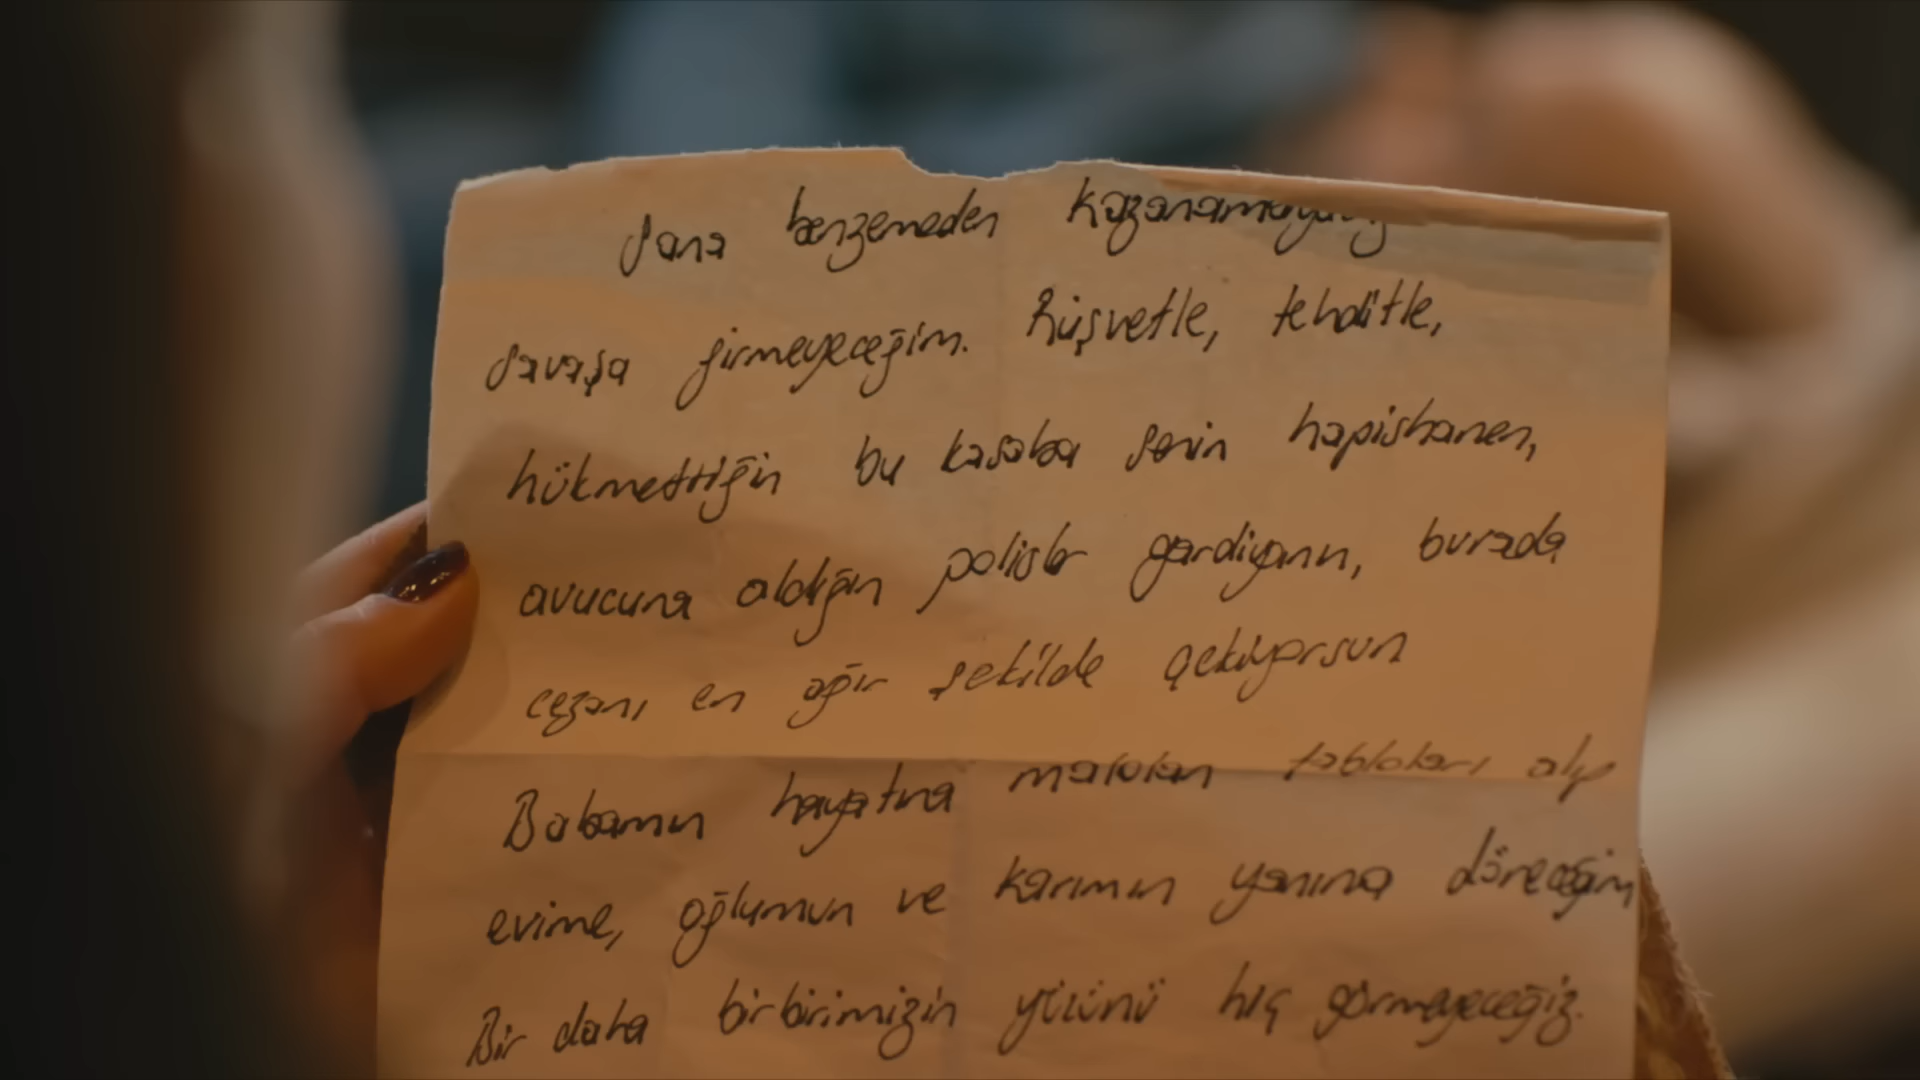 Sana benzemeden kazanamayacağım
savaşa girmeyeceğim. Rüşvetle, tehditle,
hükmettiğin bu kasaba senin hapishanen,
avucuna aldığın polisler gardiyanın, burada
cezanı en ağır şekilde çekiyorsun
Babamın hayatına malolan tabloları alıp
evime, oğlumun ve karımın yanına döneceğim
Bir daha birbirimizin yüzünü hiç görmeyeceğiz.